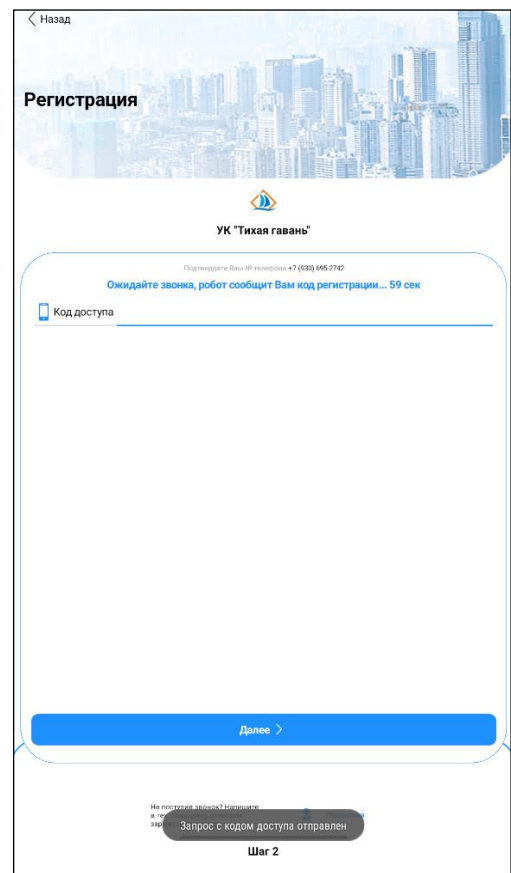 Назад
Регистрация
УК "Тихая гавань"
Подтвердите Ваш № телефона +7 (930) 695-2742
Ожидайте звонка, робот сообщит Вам код регистрации... 59 сек
Код доступа
Далее
Не поступил звонок? Напишите
Запрос с кодом доступа отправлен
Шаг 2